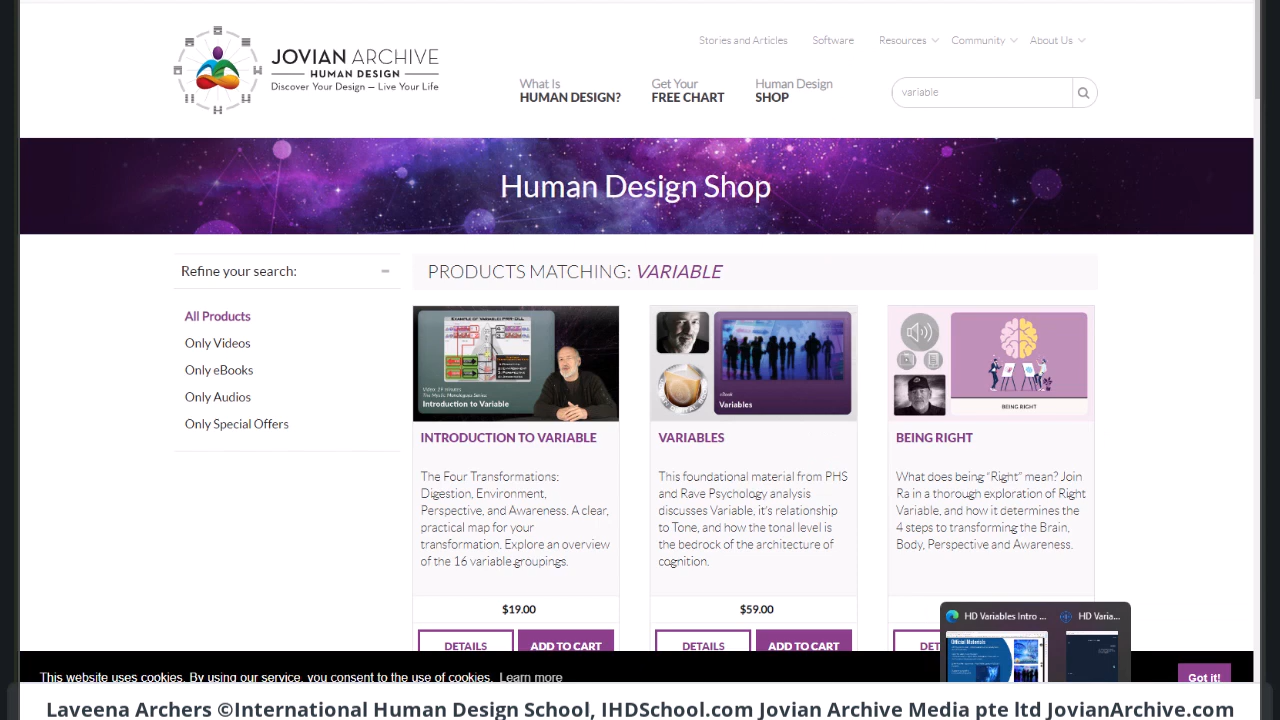 JOVIAN ARCHIVE
HUMAN DESIGN
Discover Your Design — Live Your Life
Stories and Articles Software Resources Community About Us
What Is
HUMAN DESIGN?
Get Your
FREE CHART
Human Design
SHOP
variable
Human Design Shop
Refine your search:
All Products
Only Videos
Only eBooks
Only Audios
Only Special Offers
PRODUCTS MATCHING: VARIABLE
Introduction to Variable
INTRODUCTION TO VARIABLE
The Four Transformations:
Digestion, Environment,
Perspective, and Awareness. A clear,
practical map for your
transformation. Explore an overview
of the 16 variable groupings.
$19.00
DETAILS ADD TO CART
eBook
Variables
VARIABLES
This foundational material from PHS
and Rave Psychology analysis
discusses Variable, it's relationship
to Tone, and how the tonal level is
the bedrock of the architecture of
cognition.
$59.00
DETAILS ADD TO CART
BEING RIGHT
BEING RIGHT
What does being “Right” mean? Join
Ra in a thorough exploration of Right
Variable, and how it determines the
4 steps to transforming the Brain,
Body, Perspective and Awareness.
HD Variables Intro ... HD Varia...
Official Materials
This website uses cookies. By using our service, you consent to the use of cookies. Learn more
Got it!
Laveena Archers ©International Human Design School, IHDSchool.com Jovian Archive Media pte ltd JovianArchive.com